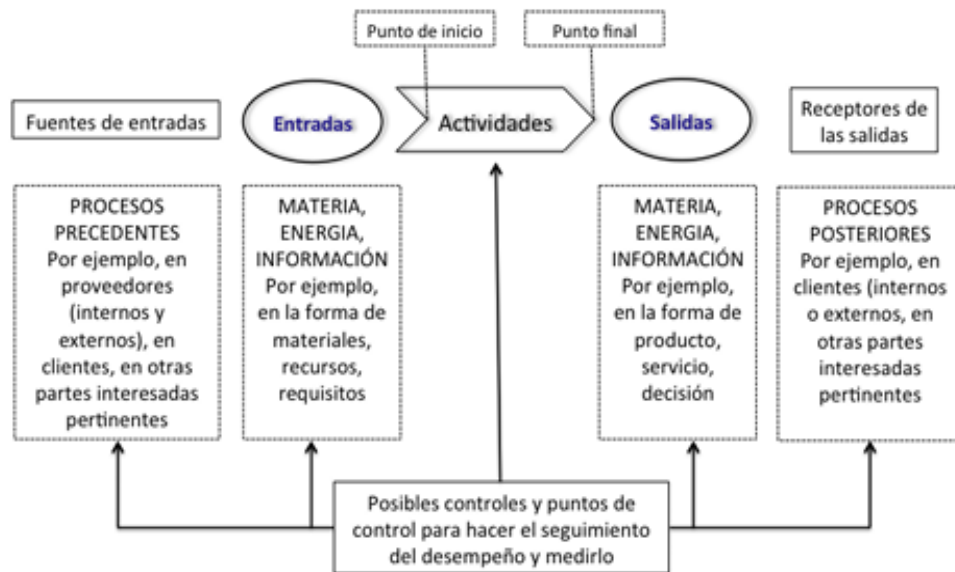 Punto de inicio
Punto final
Fuentes de entradas
Entradas
Actividades
Salidas
Receptores de
las salidas
PROCESOS
PRECEDENTES
Por ejemplo, en
proveedores
(internos y
externos), en
clientes, en otras
partes interesadas
pertinentes
MATERIA,
ENERGIA,
INFORMACIÓN
Por ejemplo,
en la forma de
materiales,
recursos,
requisitos
MATERIA,
ENERGIA,
INFORMACIÓN
Por ejemplo,
en la forma de
producto,
servicio,
decisión
PROCESOS
POSTERIORES
Por ejemplo, en
clientes (internos
o externos, en
otras partes
interesadas
pertinentes
Posibles controles y puntos de
control para hacer el seguimiento
del desempeño y medirlo